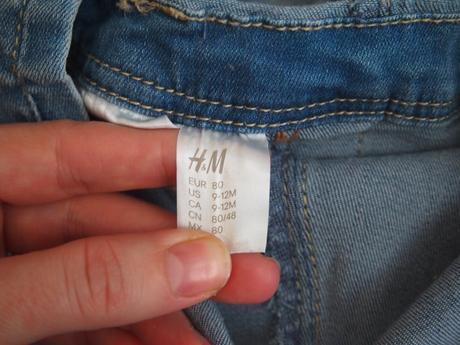 H&M
EUR 80
US 9-12M
CA 9-12M
CN 80/48
MX 80